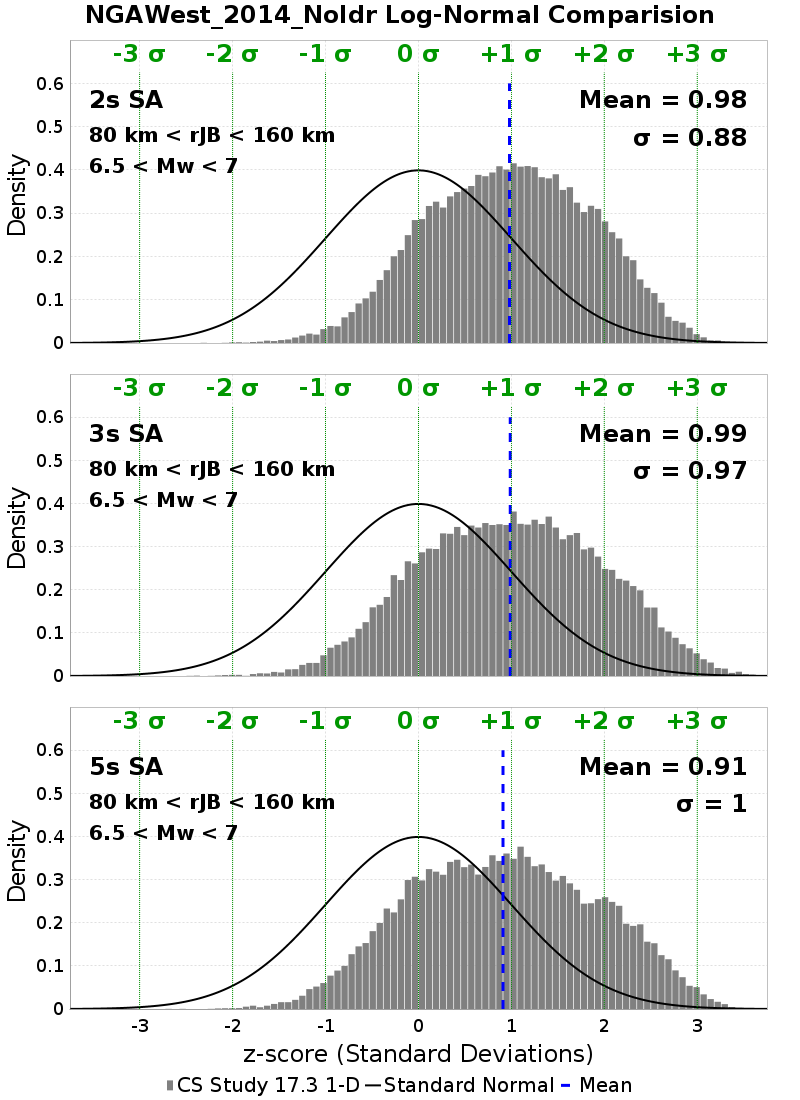 NGAWest_2014_NoIdr Log-Normal Comparision
-3 σ -2 σ -1 σ 0 σ +1 σ +2 σ +3 σ
0.6
2s SA Mean = 0.98
0.5
80 km < rJB < 160 km σ = 0.88
6.5 < Mw < 7
0.4
0.3
Density
0.2
0.1
0
-3 σ -2 σ -1 σ 0 σ +1 σ +2 σ +3 σ
0.6
3s SA Mean = 0.99
0.5
80 km < rJB < 160 km σ = 0.97
6.5 < Mw < 7
0.4
0.3
Density
0.2
0.1
0
-3 σ -2 σ -1 σ 0 σ +1 σ +2 σ +3 σ
0.6
5s SA Mean = 0.91
0.5
80 km < rJB < 160 km σ = 1
6.5 < Mw < 7
0.4
0.3
Density
0.2
0.1
0
-3 -2 -1 0 1 2 3
z-score (Standard Deviations)
CS Study 17.3 1-D Standard Normal Mean